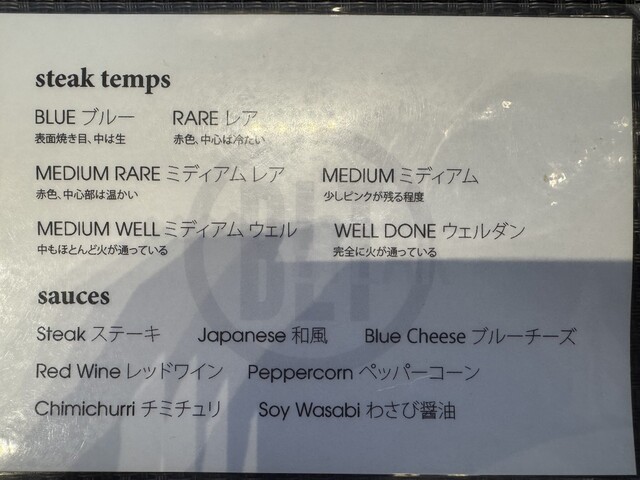 steak temps
BLUE ブルー RARE レア
表面焼き目、中は生 赤色、中心は冷たい
MEDIUM RARE ミディアム レア MEDIUM ミディアム
赤色、中心部は温かい 少しピンクが残る程度
MEDIUM WELL ミディアム ウェル WELL DONE ウェルダン
中もほとんど火が通っている 完全に火が通っている
sauces
Steak ステーキ Japanese 和風 Blue Cheese ブルーチーズ
Red Wine レッドワイン Peppercorn ペッパーコーン
Chimichurri チミチュリ Soy Wasabi わさび醤油